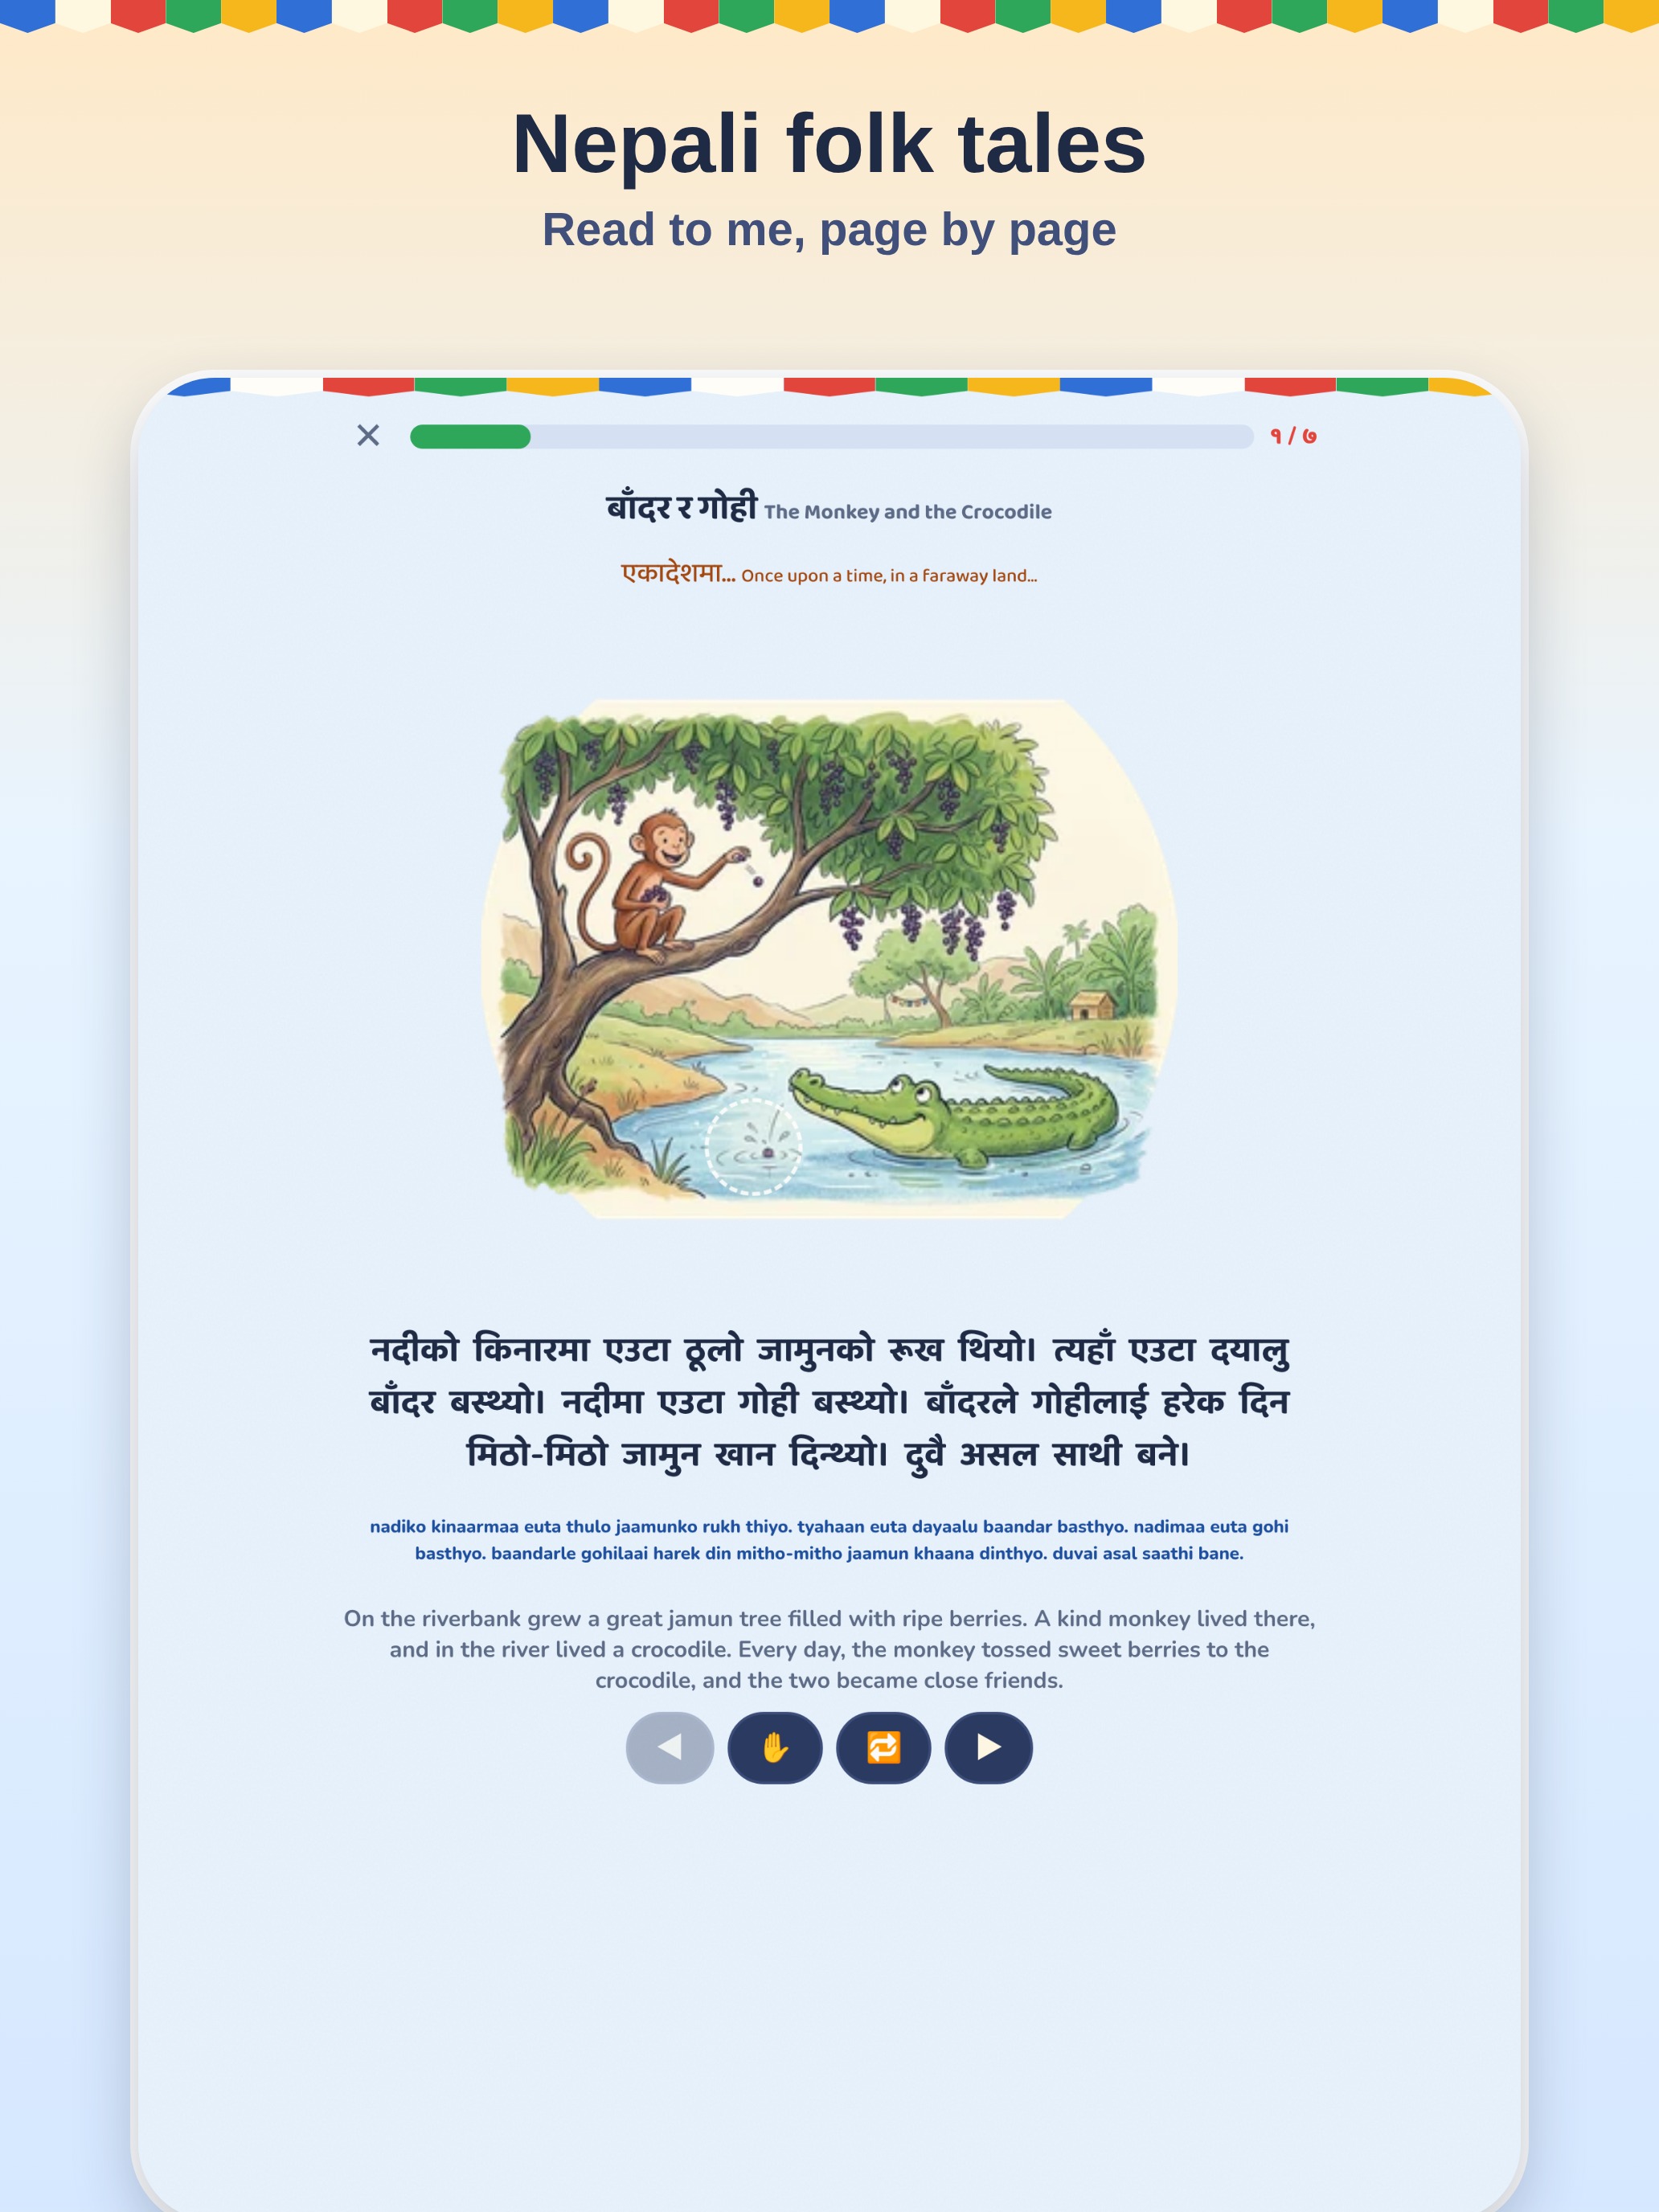 Nepali folk tales
Read to me, page by page
१ / ७
बाँदर र गोही The Monkey and the Crocodile
एकादेशमा... Once upon a time, in a faraway land...
नदीको किनारमा एउटा ठूलो जामुनको रूख थियो। त्यहाँ एउटा दयालु
बाँदर बस्थ्यो। नदीमा एउटा गोही बस्थ्यो। बाँदरले गोहीलाई हरेक दिन
मिठो-मिठो जामुन खान दिन्थ्यो। दुवै असल साथी बने।
nadiko kinaarmaa euta thulo jaamunko rukh thiyo. tyahaan euta dayaalu baandar basthyo. nadimaa euta gohi
basthyo. baandarle gohilaai harek din mitho-mitho jaamun khaana dinthyo. duvai asal saathi bane.
On the riverbank grew a great jamun tree filled with ripe berries. A kind monkey lived there,
and in the river lived a crocodile. Every day, the monkey tossed sweet berries to the
crocodile, and the two became close friends.